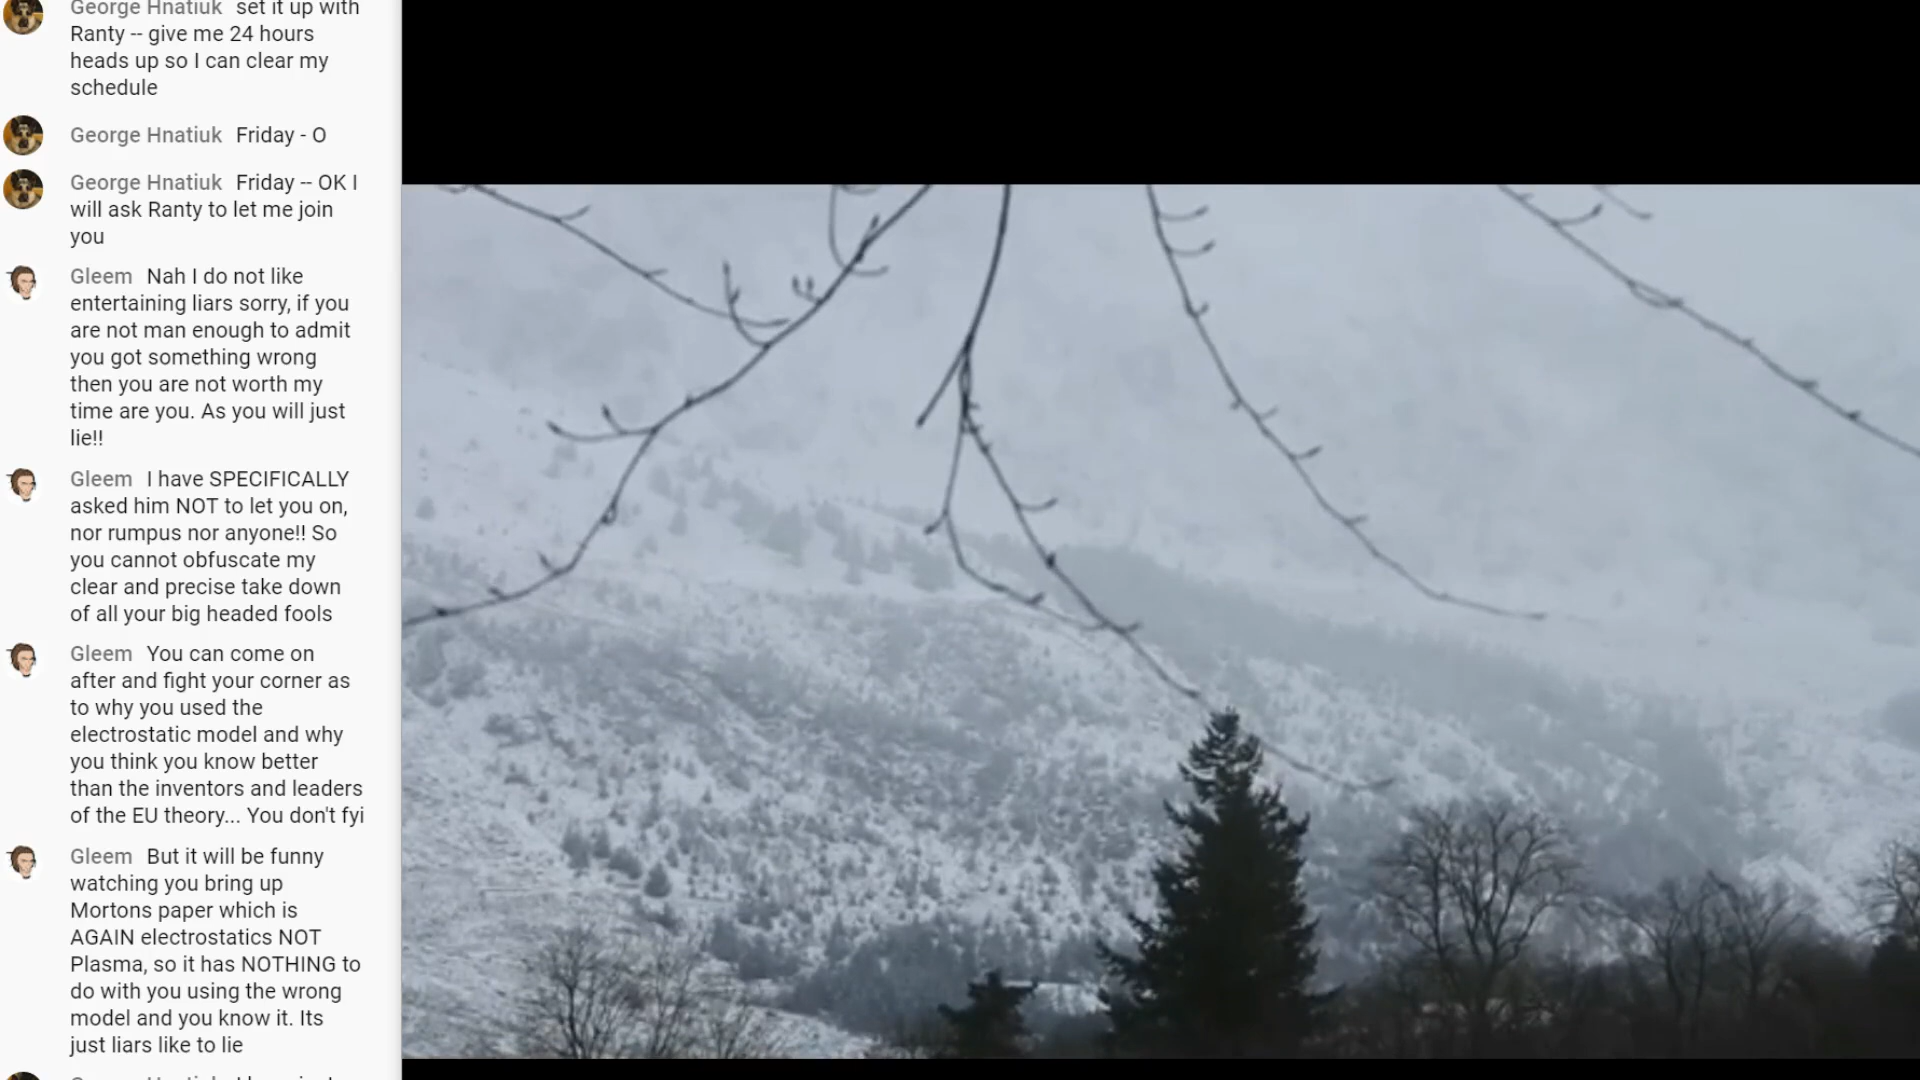 George Hnatiuk set it up with
Ranty -- give me 24 hours
heads up so I can clear my
schedule
George Hnatiuk Friday - O
George Hnatiuk Friday -- OK I
will ask Ranty to let me join
you
Gleem Nah I do not like
entertaining liars sorry, if you
are not man enough to admit
you got something wrong
then you are not worth my
time are you. As you will just
lie!!
Gleem I have SPECIFICALLY
asked him NOT to let you on,
nor rumpus nor anyone!! So
you cannot obfuscate my
clear and precise take down
of all your big headed fools
Gleem You can come on
after and fight your corner as
to why you used the
electrostatic model and why
you think you know better
than the inventors and leaders
of the EU theory... You don't fyi
Gleem But it will be funny
watching you bring up
Mortons paper which is
AGAIN electrostatics NOT
Plasma, so it has NOTHING to
do with you using the wrong
model and you know it. Its
just liars like to lie